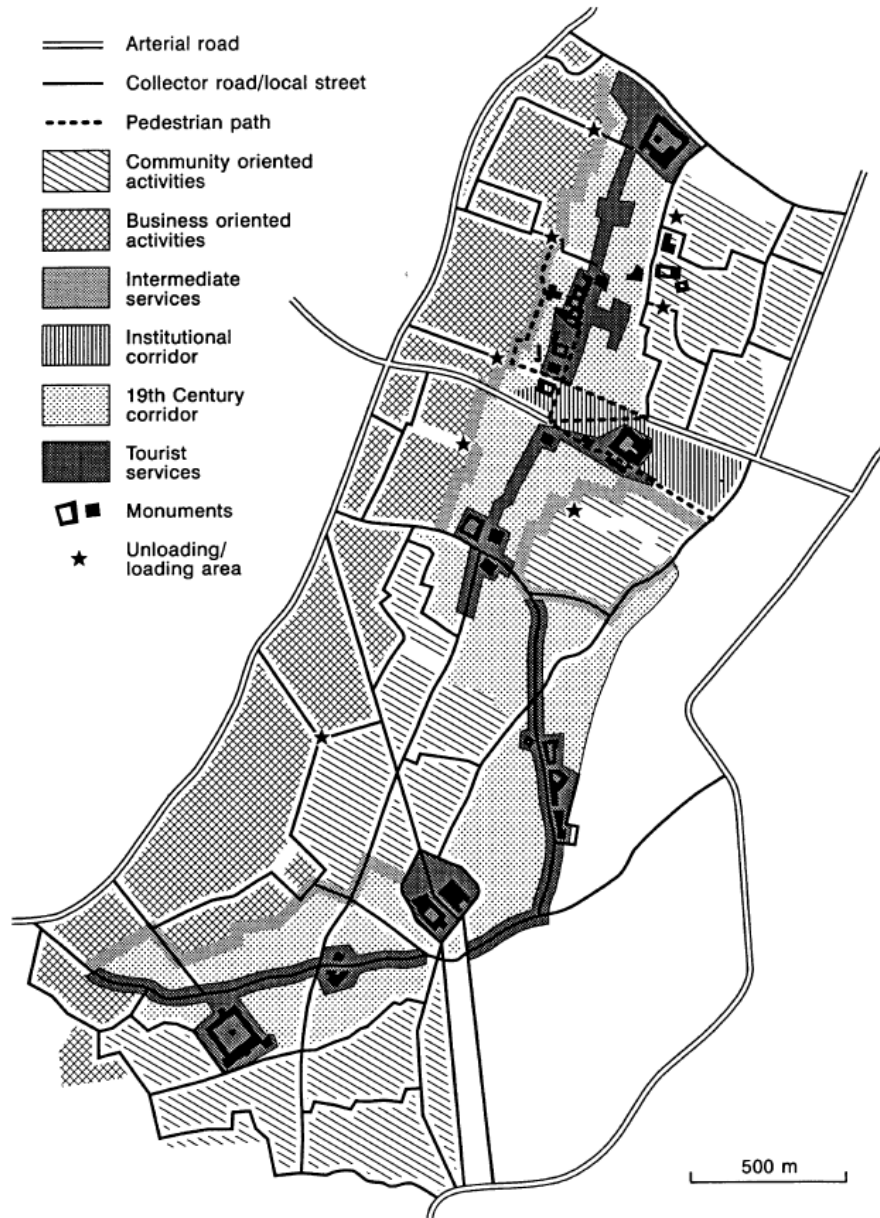 Arterial road
Collector road/local street
Pedestrian path
Community oriented
activities
Business oriented
activities
Intermediate
services
Institutional
corridor
19th Century
corridor
Tourist
services
Monuments
Unloading/
loading area
500 m